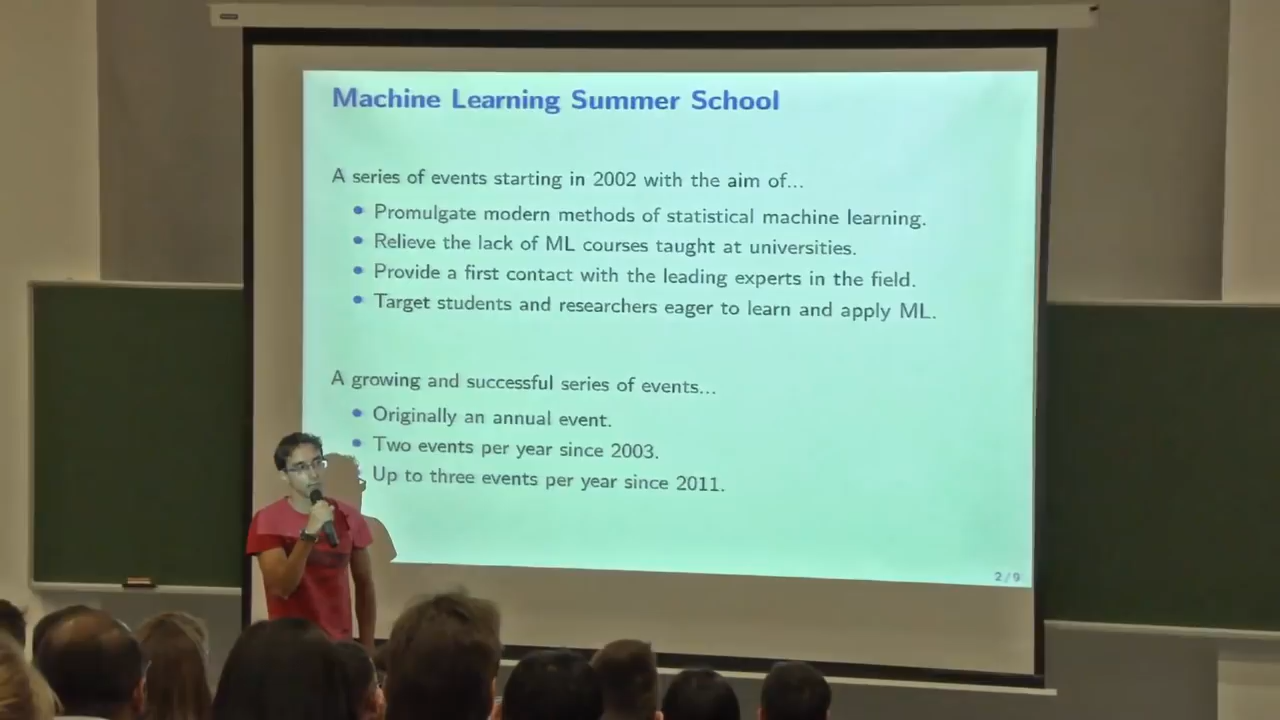 Machine Learning Summer School
A series of events starting in 2002 with the aim of...
• Promulgate modern methods of statistical machine learning.
• Relieve the lack of ML courses taught at universities.
• Provide a first contact with the leading experts in the field.
• Target students and researchers eager to learn and apply ML.
A growing and successful series of events...
• Originally an annual event.
• Two events per year since 2003.
Up to three events per year since 2011.
2/9